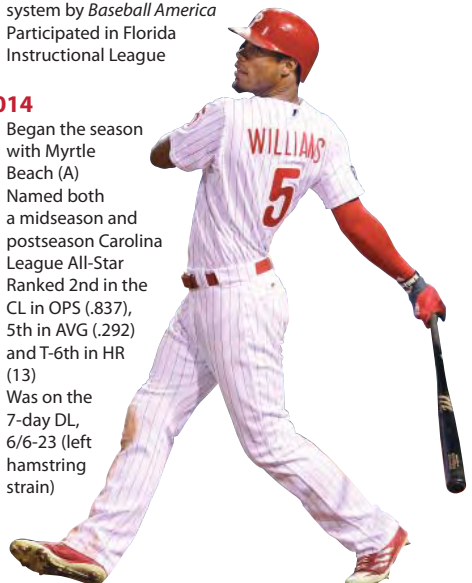 system by Baseball America
Participated in Florida
Instructional League
014
Began the season
with Myrtle
Beach (A)
Named both
a midseason and
postseason Carolina
League All-Star
Ranked 2nd in the
CL in OPS (.837),
5th in AVG (.292)
and T-6th in HR
(13)
Was on the
7-day DL,
6/6-23 (left
hamstring
strain)
P
WILLIAMS
5